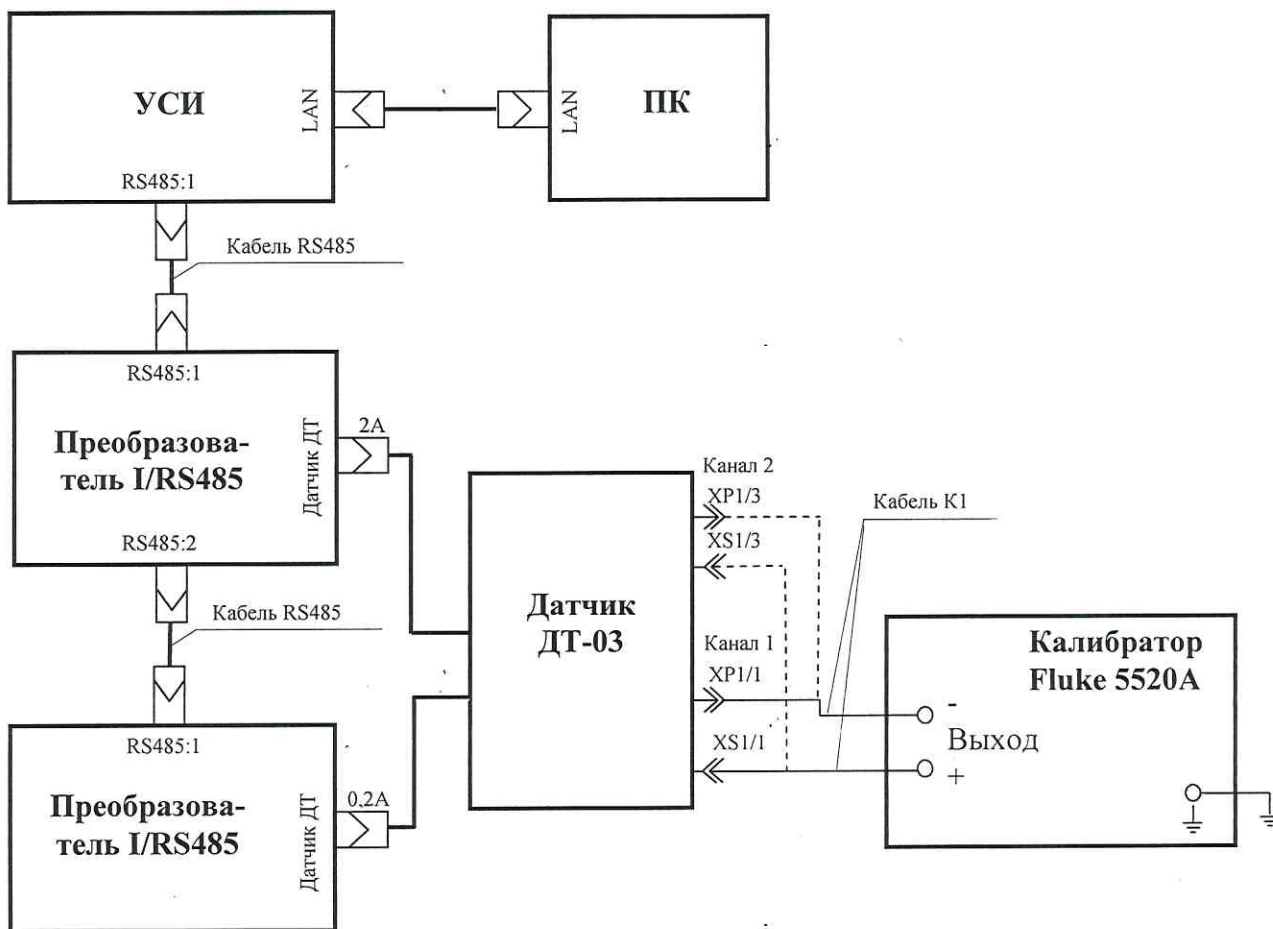 УСИ
LAN
LAN
ПК
RS485:1
Кабель RS485
RS485:1
Преобразова-
тель I/RS485
Датчик ДТ
2А
RS485:2
Кабель RS485
Датчик
ДТ-03
Канал 2
XP1/3
XS1/3
Кабель К1
Канал 1
XP1/1
XS1/1
Калибратор
Fluke 5520A
-
Выход
+
RS485:1
Преобразова-
тель I/RS485
Датчик ДТ
0,2А